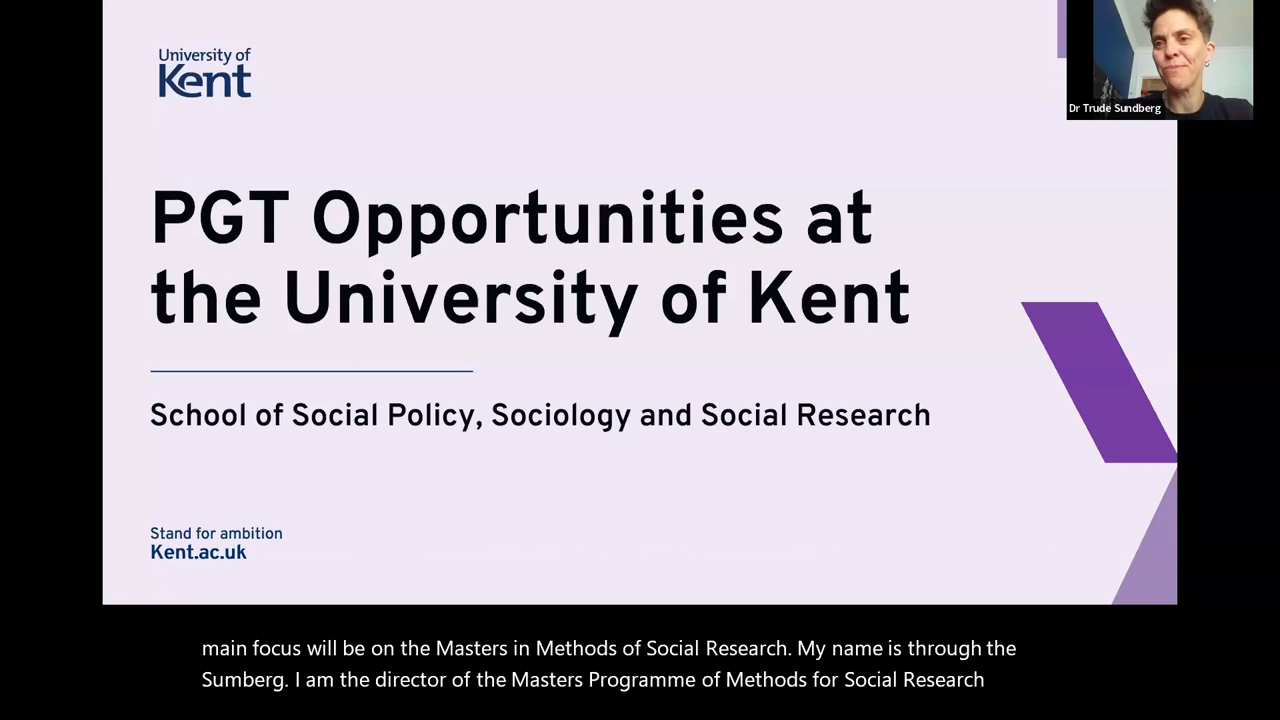 University of
Kent
Dr Trude Sundberg
PGT Opportunities at
the University of Kent
School of Social Policy, Sociology and Social Research
Stand for ambition
Kent.ac.uk
main focus will be on the Masters in Methods of Social Research. My name is through the
Sumberg. I am the director of the Masters Programme of Methods for Social Research